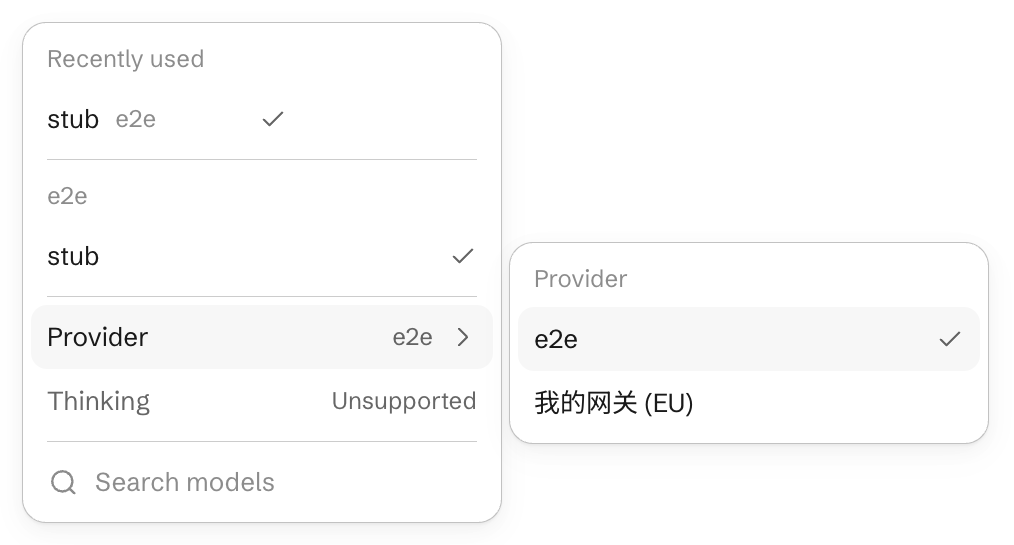 Recently used
stub e2e
e2e
stub
Provider e2e
Thinking Unsupported
Search models
Provider
e2e
我的网关 (EU)